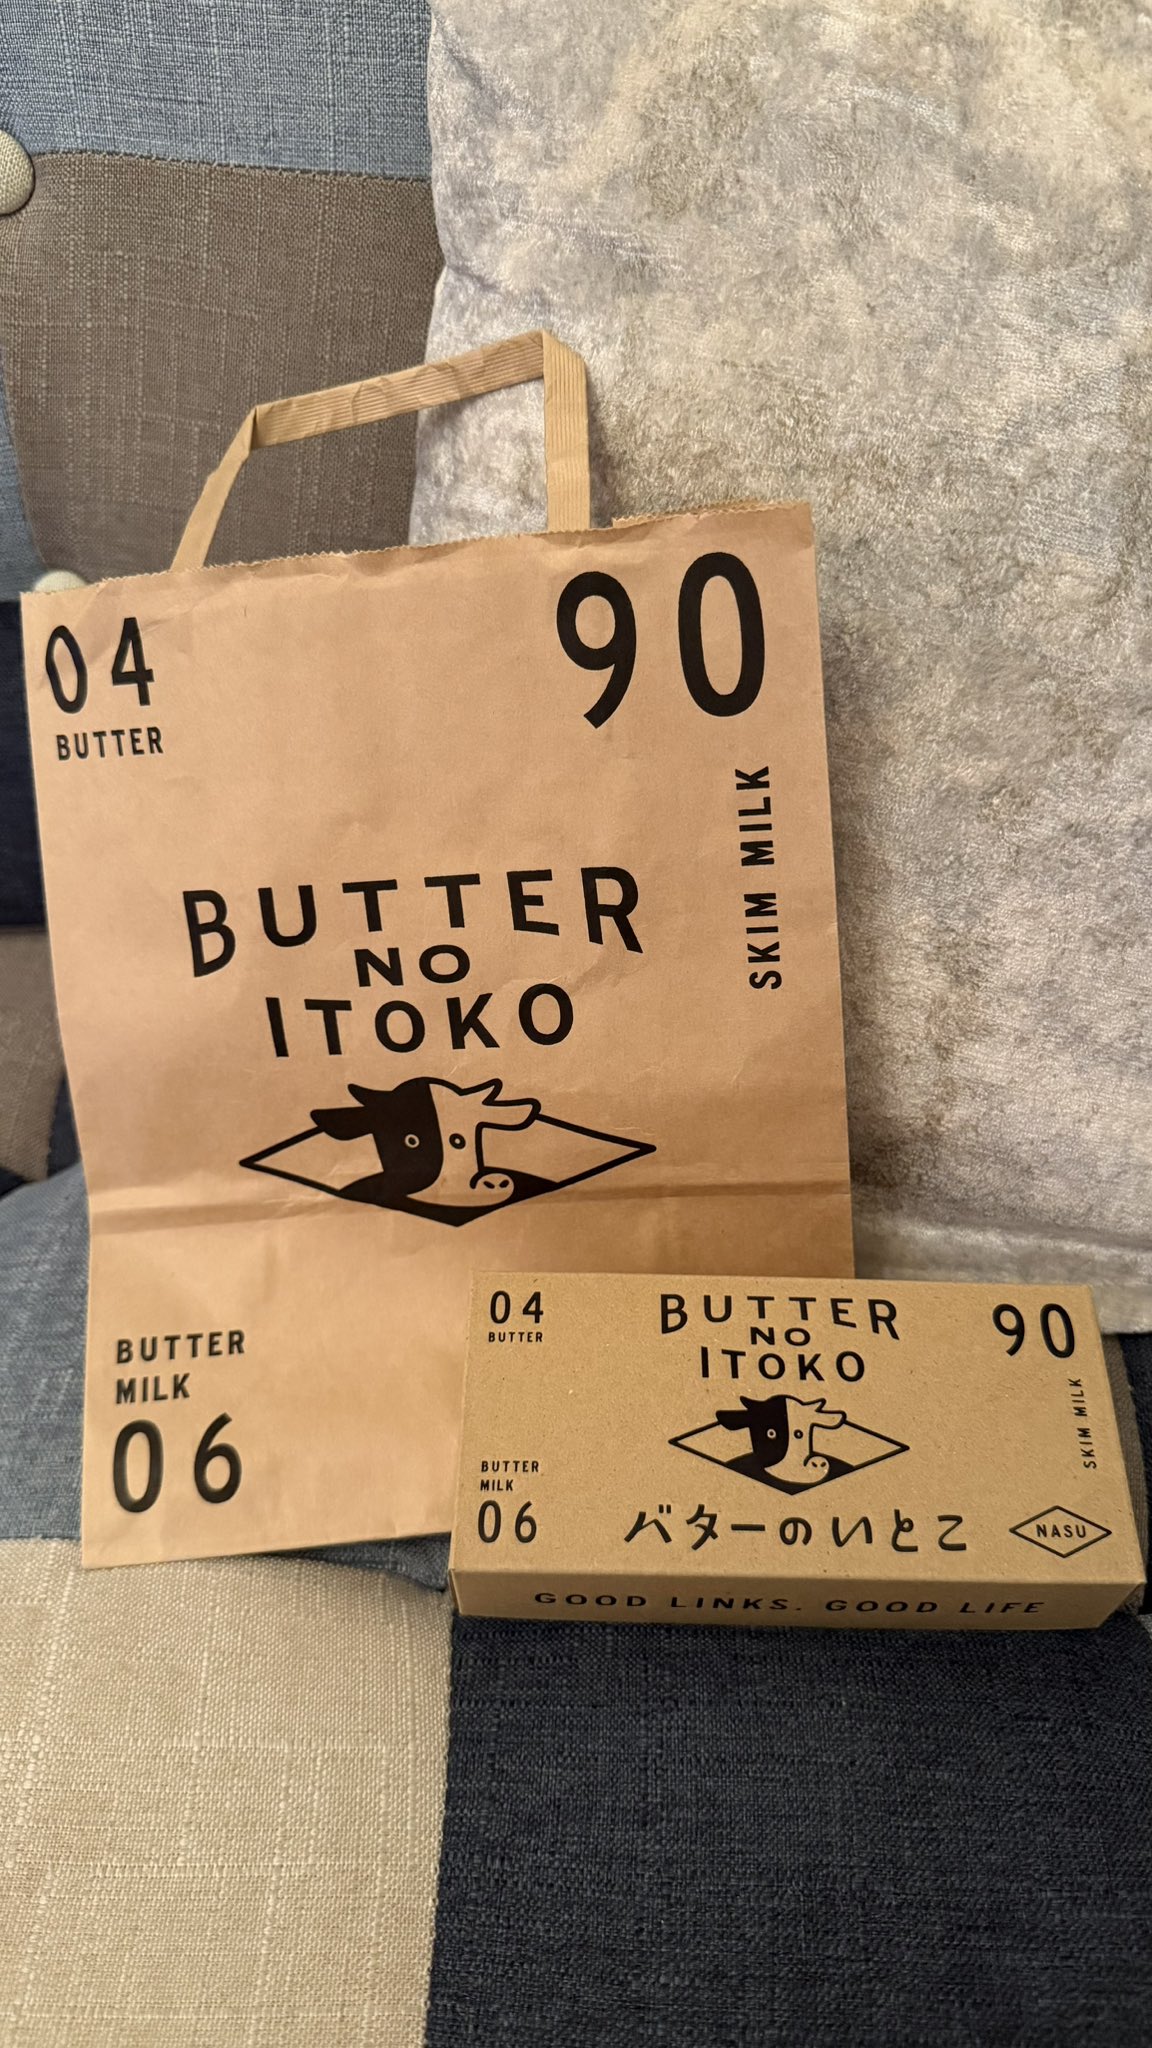 04
BUTTER
90
SKIM MILK
BUTTER
NO
ITOKO
BUTTER
MILK
06
04
BUTTER
BUTTER
NO
ITOKO
90
SKIM MILK
BUTTER
MILK
06
バターのいとこ
NASU
GOOD LINKS. GOOD LIFE